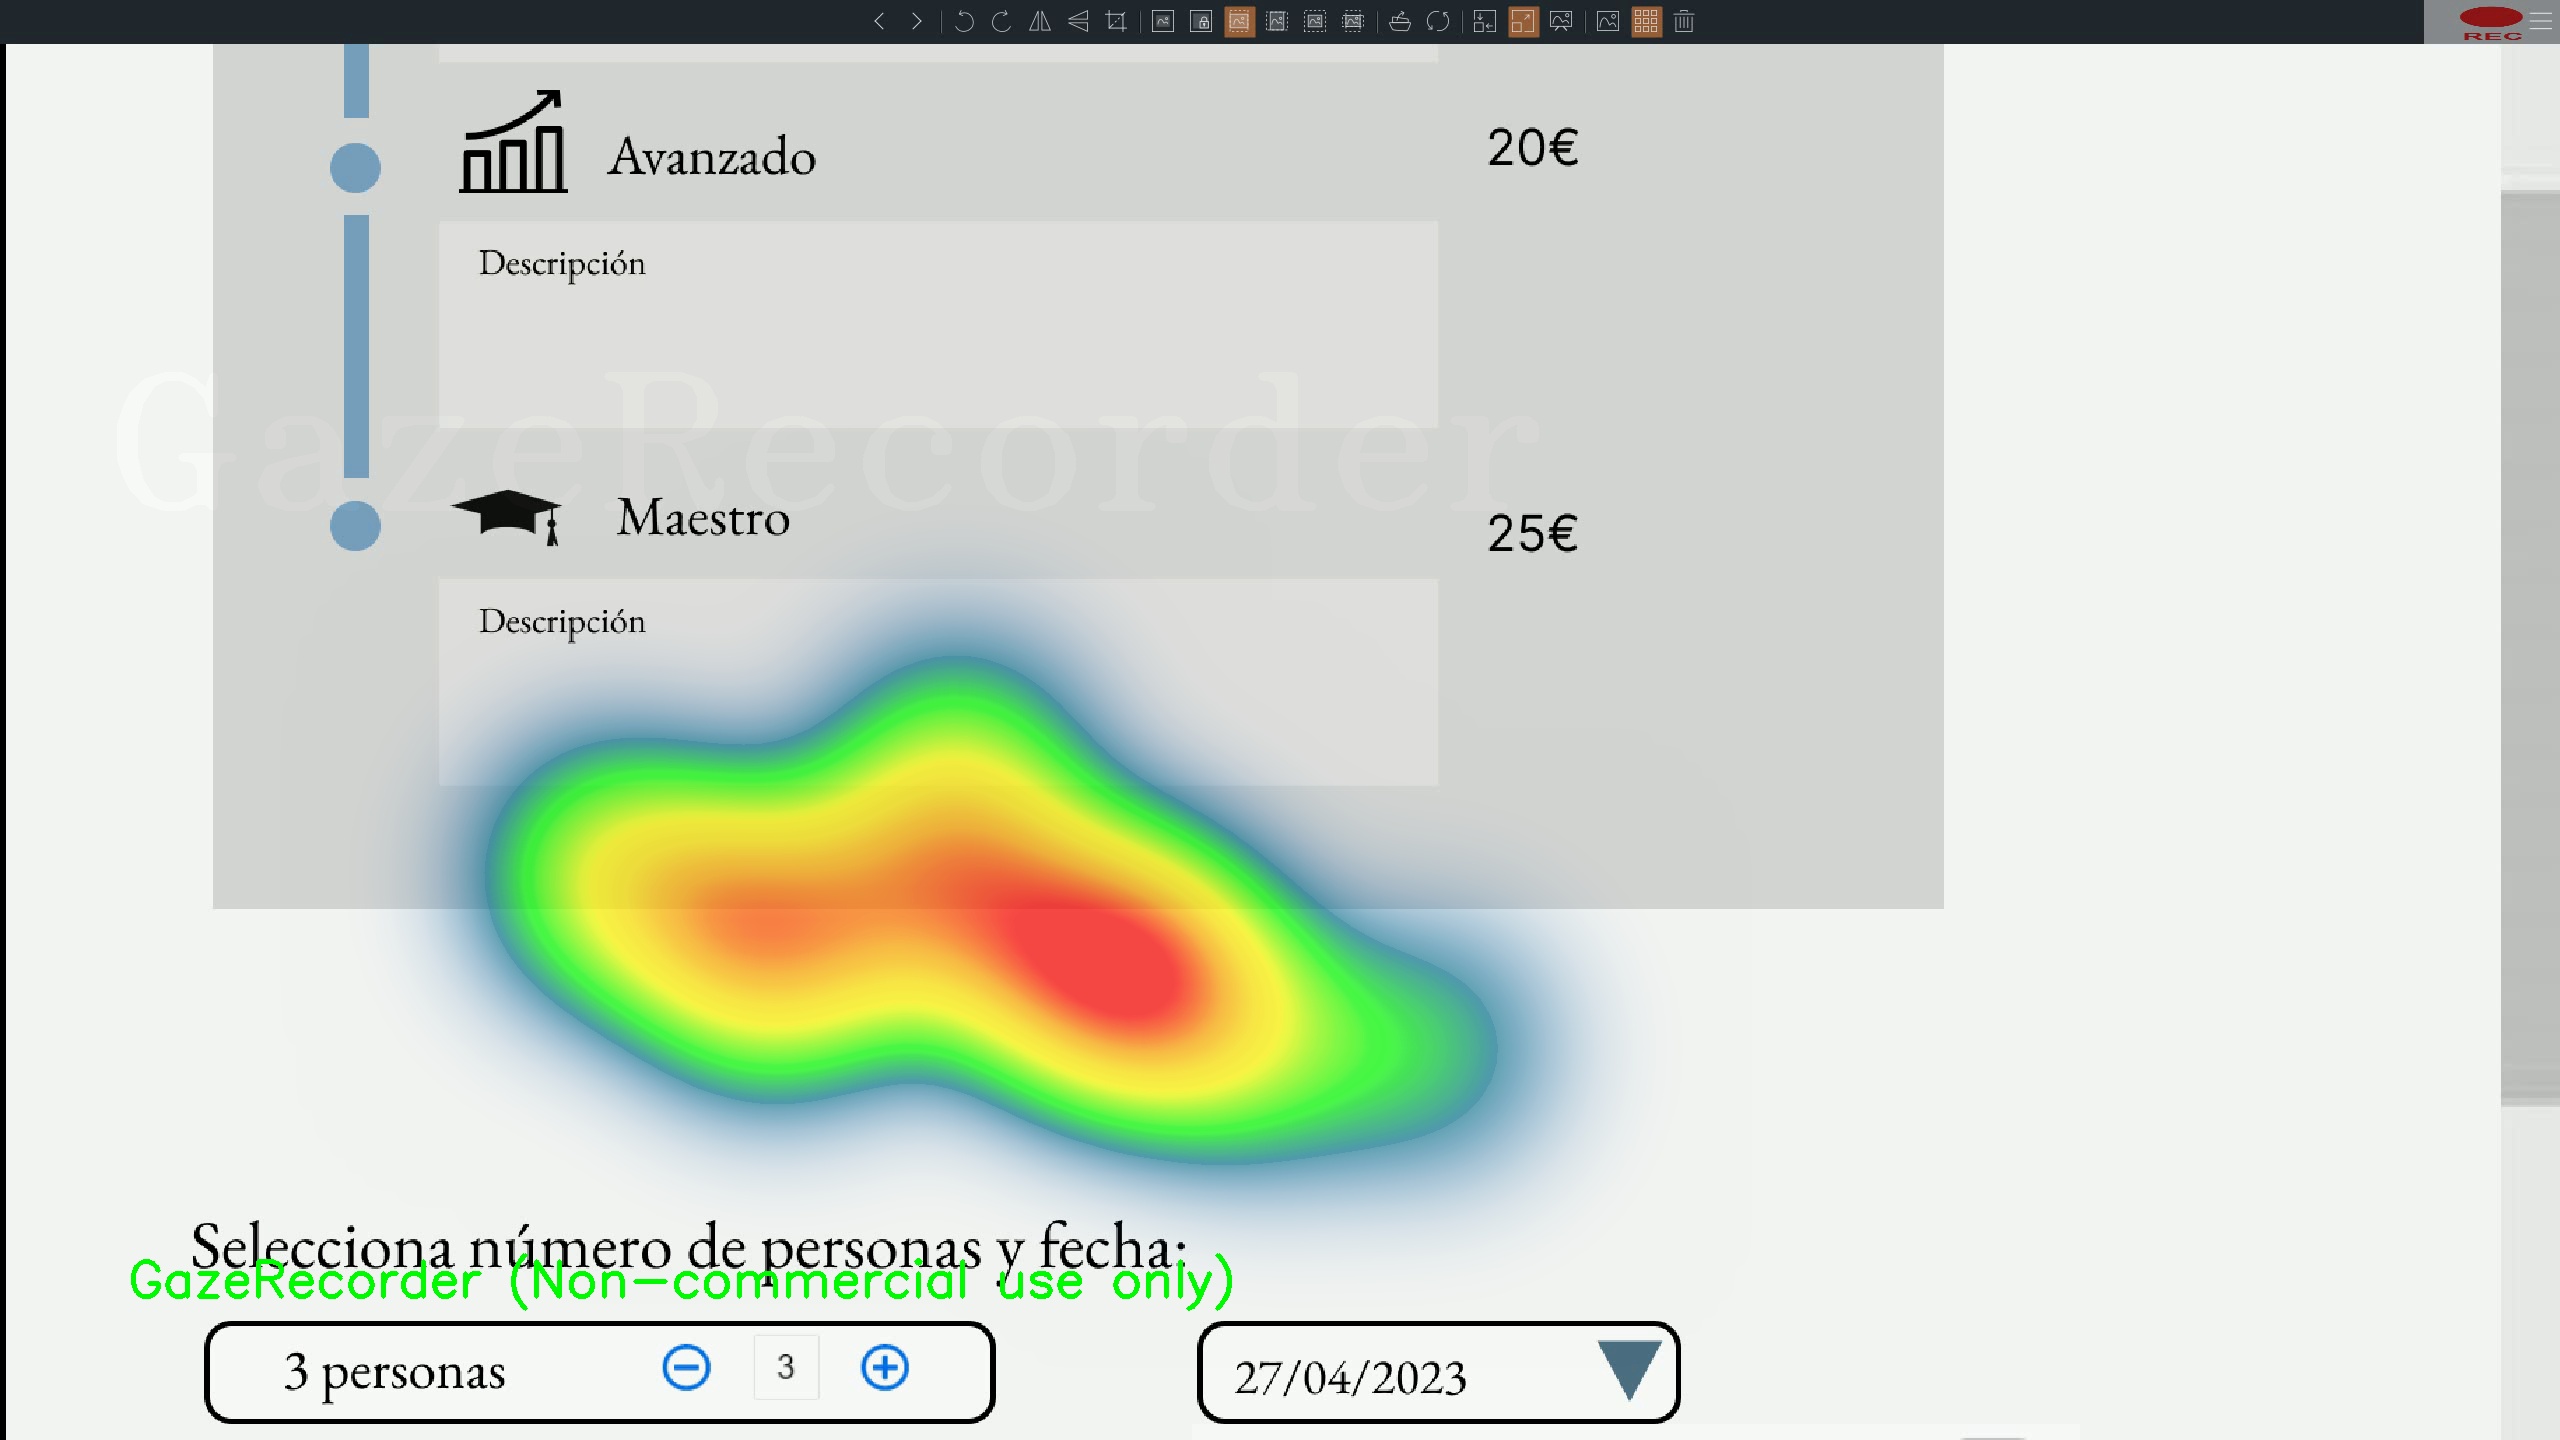 REC
Avanzado 20€
Descripción
GazeRecorder
Maestro 25€
Descripción
Selecciona número de personas y fecha:
GazeRecorder (Non-commercial use only)
3 personas 3 27/04/2023